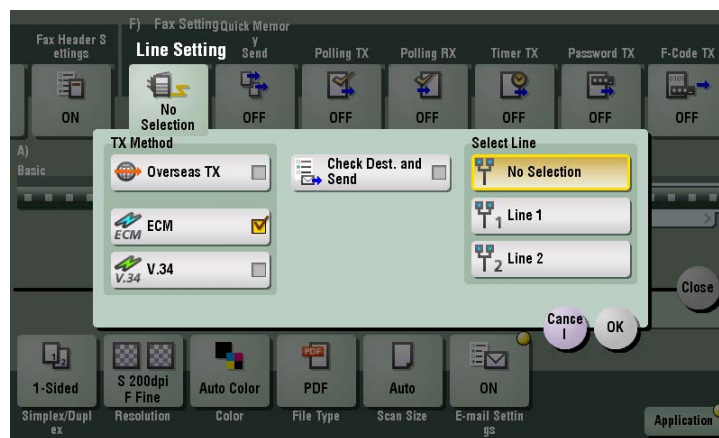 F) Fax Setting
Quick Memor
y
Send
Fax Header S
ettings
Line Setting
Polling TX
Polling RX
Timer TX
Password TX
F-Code TX
ON
No
Selection
OFF
OFF
OFF
OFF
OFF
OFF
A)
Basic
TX Method
Overseas TX
ECM
ECM
V.34
V.34
Check Dest. and
Send
Select Line
No Selection
1 Line 1
2 Line 2
Close
Cance
l
OK
1 2
1-Sided
S 200dpi
F Fine
Auto Color
PDF
PDF
Auto
ON
Simplex/Dupl
ex
Resolution
Color
File Type
Scan Size
E-mail Settin
gs
Application